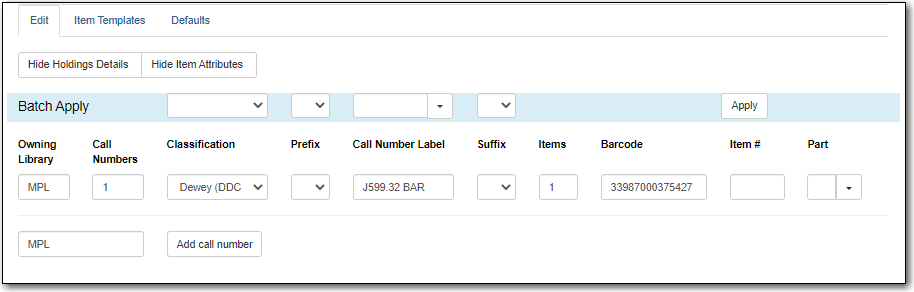 Edit Item Templates Defaults
Hide Holdings Details Hide Item Attributes
Batch Apply Apply
Owning Library Call Numbers Classification Prefix Call Number Label Suffix Items Barcode Item # Part
MPL 1 Dewey (DDC J599.32 BAR 1 33987000375427
MPL Add call number